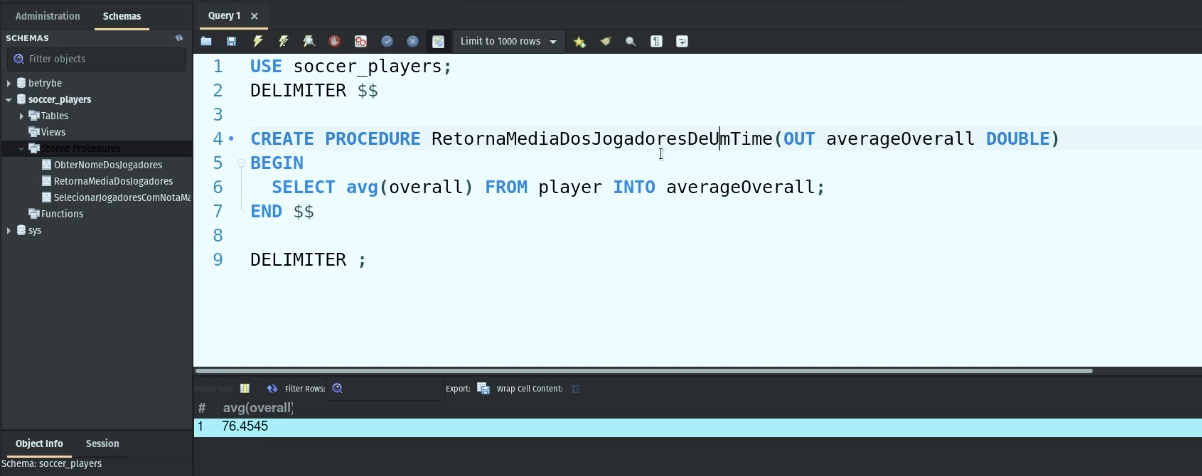 Administration Schemas
SCHEMAS
Filter objects
betrybe
soccer_players
Tables
Views
Stored Procedures
ObterNomeDosJogadores
RetornaMediaDosJogadores
SelecionarJogadoresComNotaMa
Functions
sys
Object Info Session
Schema: soccer_players
Query 1
Limit to 1000 rows
1 USE soccer_players;
2 DELIMITER $$
3
4 CREATE PROCEDURE RetornaMediaDosJogadoresDeUmTime(OUT averageOverall DOUBLE)
5 BEGIN
6 SELECT avg(overall) FROM player INTO averageOverall;
7 END $$
8
9 DELIMITER ;
Result Grid Filter Rows: Export: Wrap Cell Content:
# avg(overall)
1 76.4545